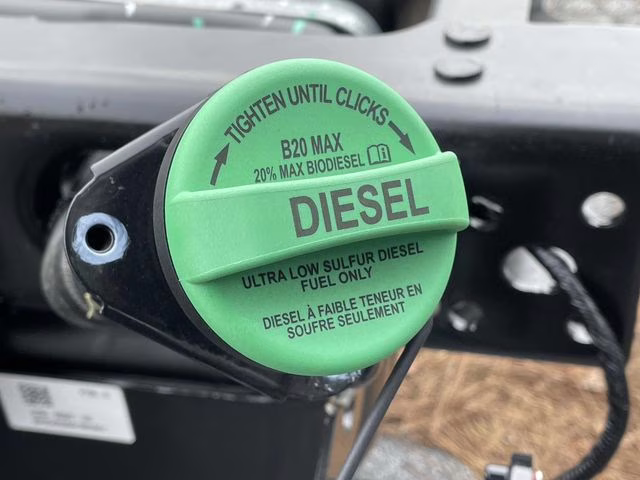 TIGHTEN UNTIL CLICKS
B20 MAX
20% MAX BIODIESEL
DIESEL
ULTRA LOW SULFUR DIESEL
FUEL ONLY
DIESEL À FAIBLE TENEUR EN
SOUFRE SEULEMENT